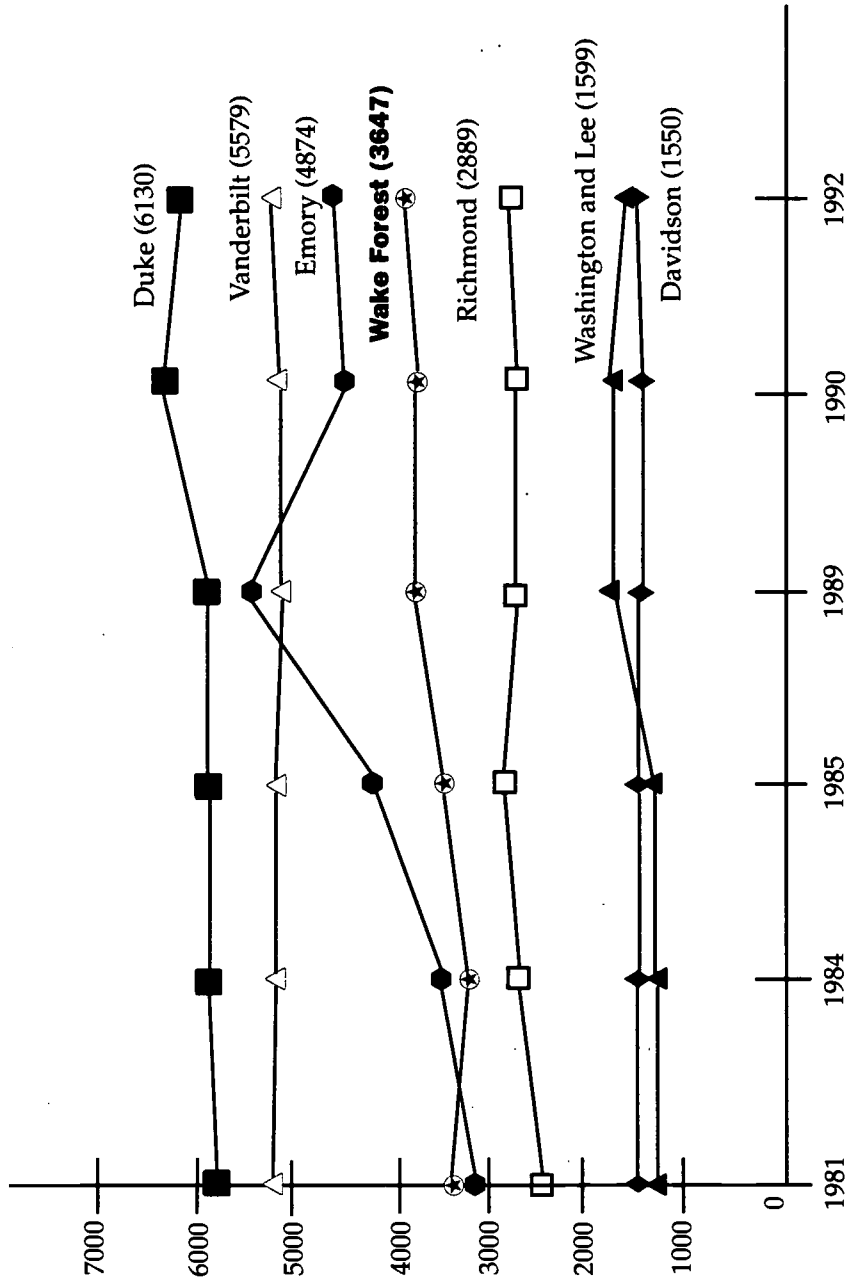 7000
6000
5000
4000
3000
2000
1000
0
Duke (6130)
Vanderbilt (5579)
Emory (4874)
Wake Forest (3647)
Richmond (2889)
Washington and Lee (1599)
Davidson (1550)
1981
1984
1985
1989
1990
1992